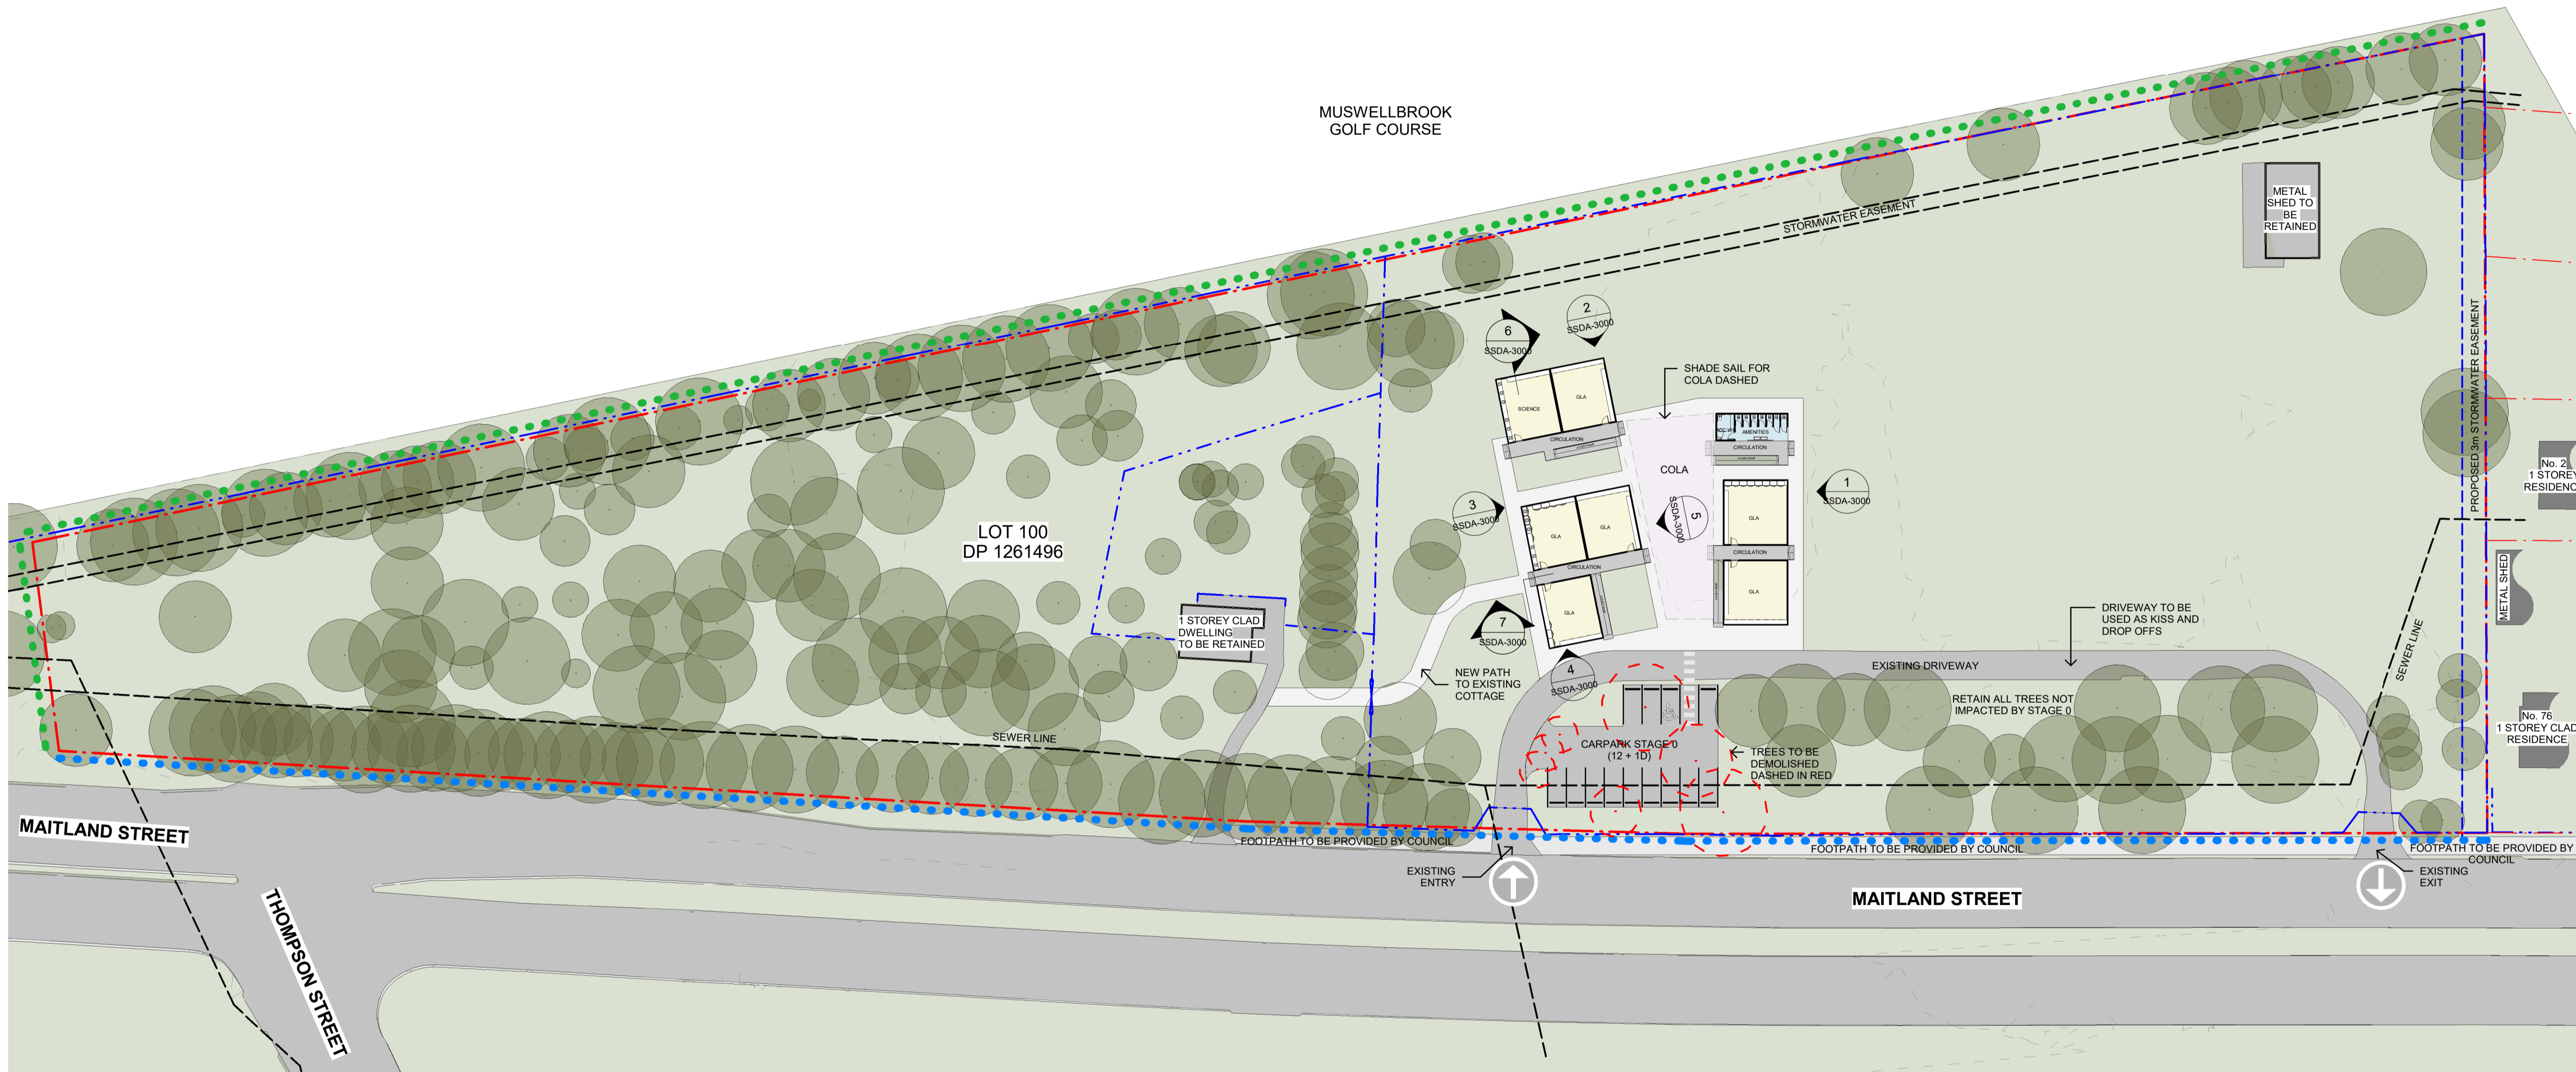 MUSWELLBROOK
GOLF COURSE
STORMWATER EASEMENT
METAL
SHED TO
BE
RETAINED
PROPOSED 3m STORMWATER EASEMENT
6
SSDA-3000
2
SSDA-3000
SHADE SAIL FOR
COLA DASHED
SCIENCE
GLA
CIRCULATION
AMENITIES
CIRCULATION
COLA
1
SSDA-3000
3
SSDA-3000
5
SSDA-3000
GLA
GLA
GLA
CIRCULATION
CIRCULATION
GLA
GLA
No. 2
1 STOREY
RESIDENC
LOT 100
DP 1261496
METAL SHED
1 STOREY CLAD
DWELLING
TO BE RETAINED
7
SSDA-3000
4
SSDA-3000
NEW PATH
TO EXISTING
COTTAGE
DRIVEWAY TO BE
USED AS KISS AND
DROP OFFS
EXISTING DRIVEWAY
SEWER LINE
RETAIN ALL TREES NOT
IMPACTED BY STAGE 0
No. 76
1 STOREY CLAD
RESIDENCE
SEWER LINE
CARPARK STAGE 0
(12 + 1D)
TREES TO BE
DEMOLISHED
DASHED IN RED
MAITLAND STREET
FOOTPATH TO BE PROVIDED BY COUNCIL
FOOTPATH TO BE PROVIDED BY COUNCIL
FOOTPATH TO BE PROVIDED BY
COUNCIL
EXISTING
ENTRY
EXISTING
EXIT
MAITLAND STREET
THOMPSON STREET